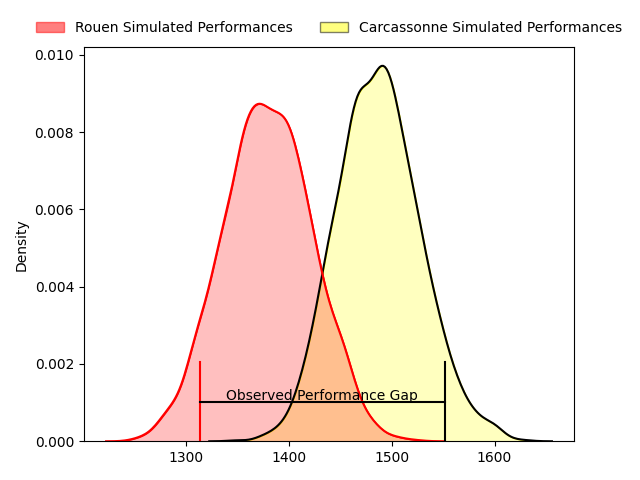 Rouen Simulated Performances Carcassonne Simulated Performances
0.010
0.008
0.006
0.004
0.002
0.000
Density
Observed Performance Gap
1300 1400 1500 1600